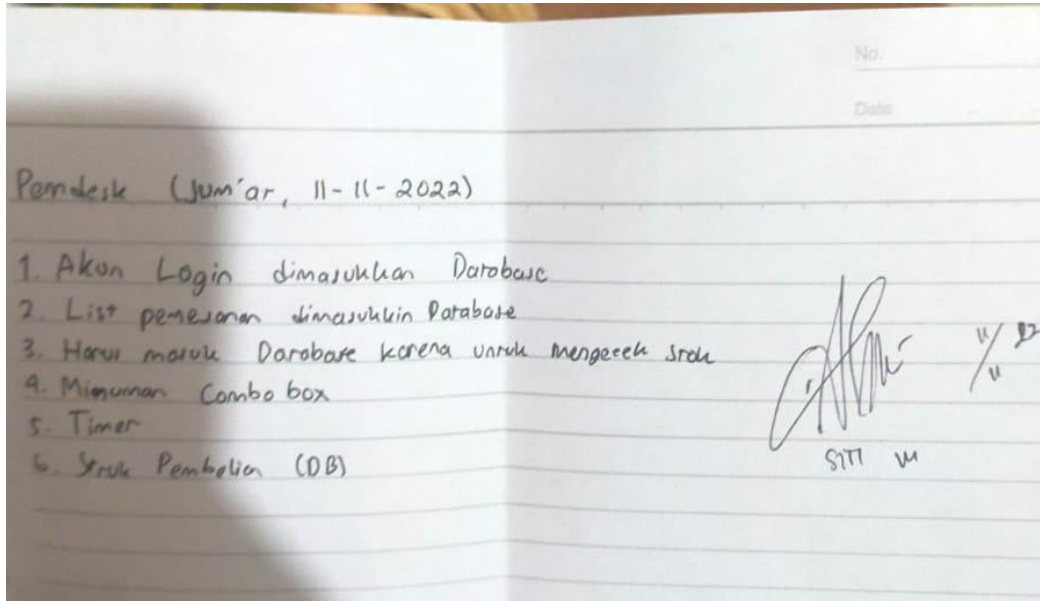 No.
Date
Pemdesk (Jum'at, 11-11-2022)
1. Akun Login dimasukkan Database
2. List pemesanan dimasukkin Database
3. Harus masuk Database karena untuk mengecek stok
4. Minuman Combo box
5. Timer
6. Struk Pembelian (DB)
11/11 22
SITI M